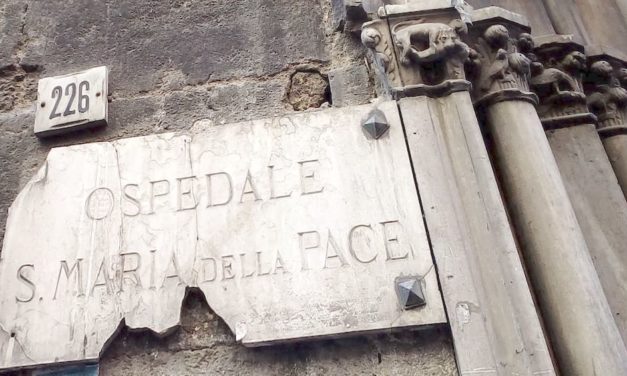 226
OSPEDALE
S. MARIA DELLA PACE